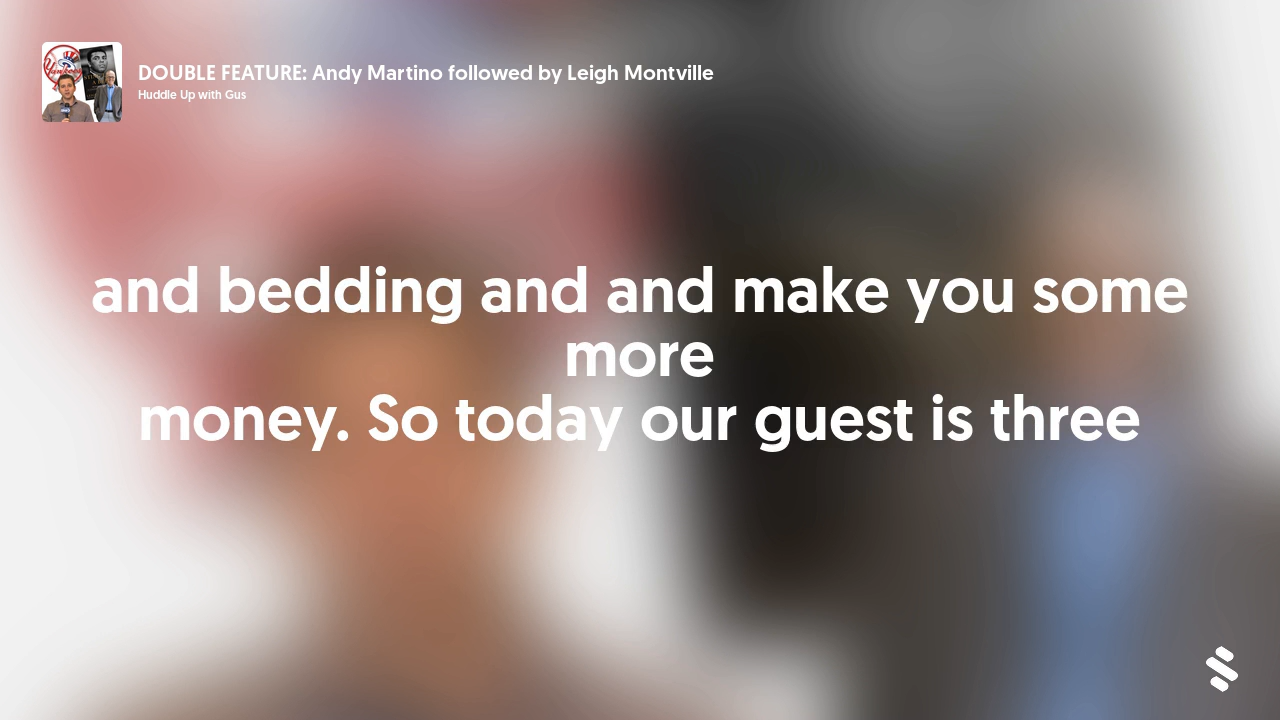 DOUBLE FEATURE: Andy Martino followed by Leigh Montville
Huddle Up with Gus
and bedding and and make you some
more
money. So today our guest is three